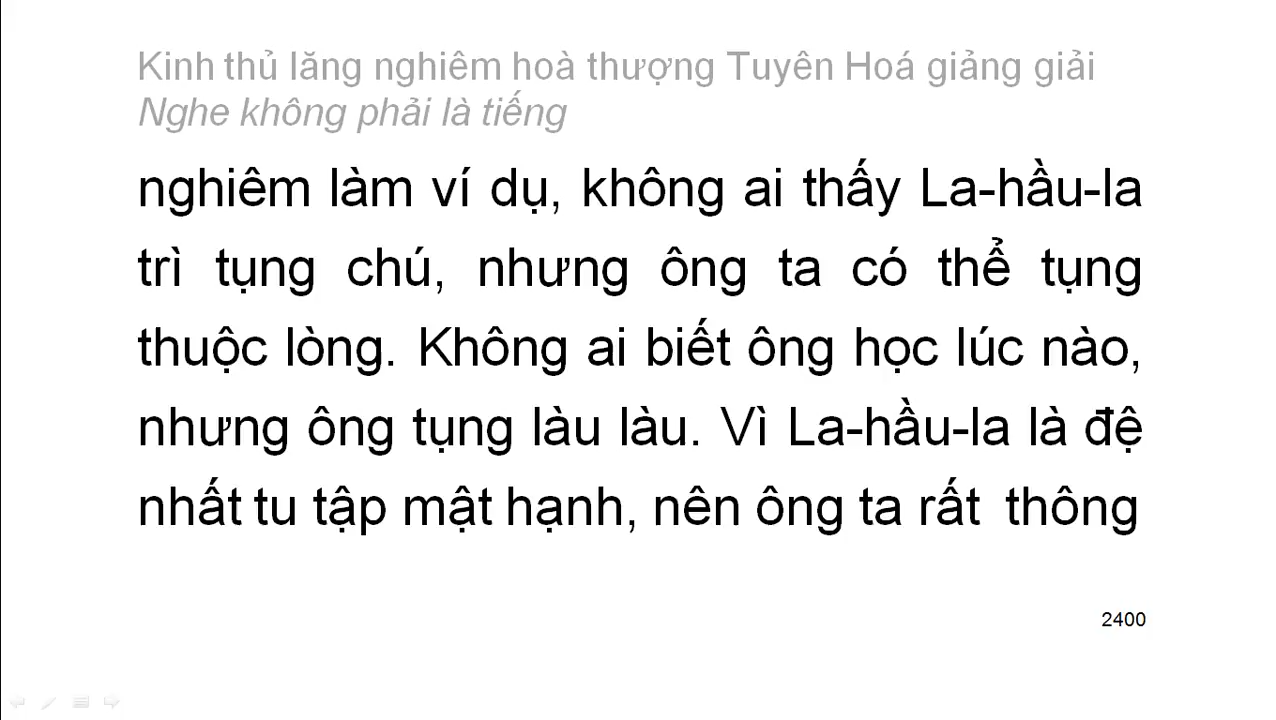 Kinh thủ lăng nghiêm hoà thượng Tuyên Hoá giảng giải
Nghe không phải là tiếng
nghiêm làm ví dụ, không ai thấy La-hầu-la
trì tụng chú, nhưng ông ta có thể tụng
thuộc lòng. Không ai biết ông học lúc nào,
nhưng ông tụng làu làu. Vì La-hầu-la là đệ
nhất tu tập mật hạnh, nên ông ta rất thông
2400